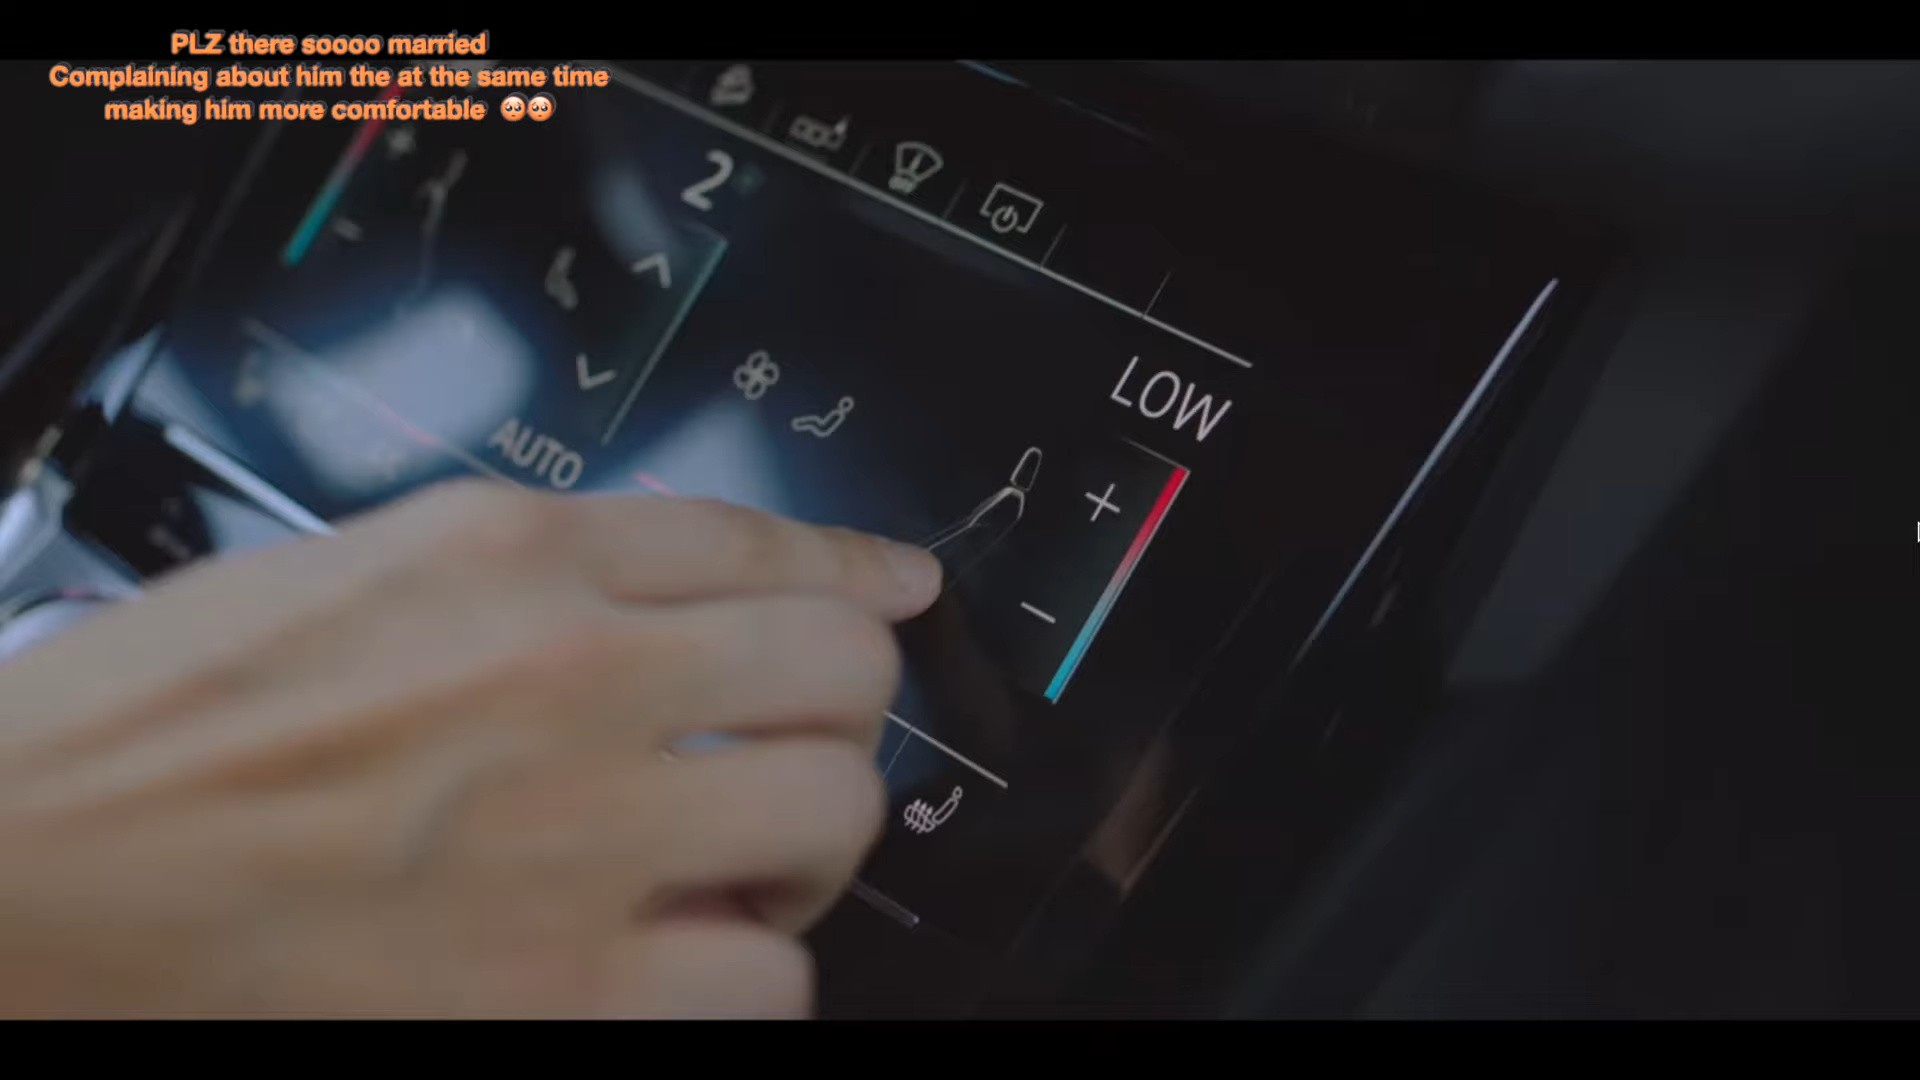 PLZ there soooo married
Complaining about him the at the same time
making him more comfortable 🥺🥺
2
LOW
AUTO
OFF